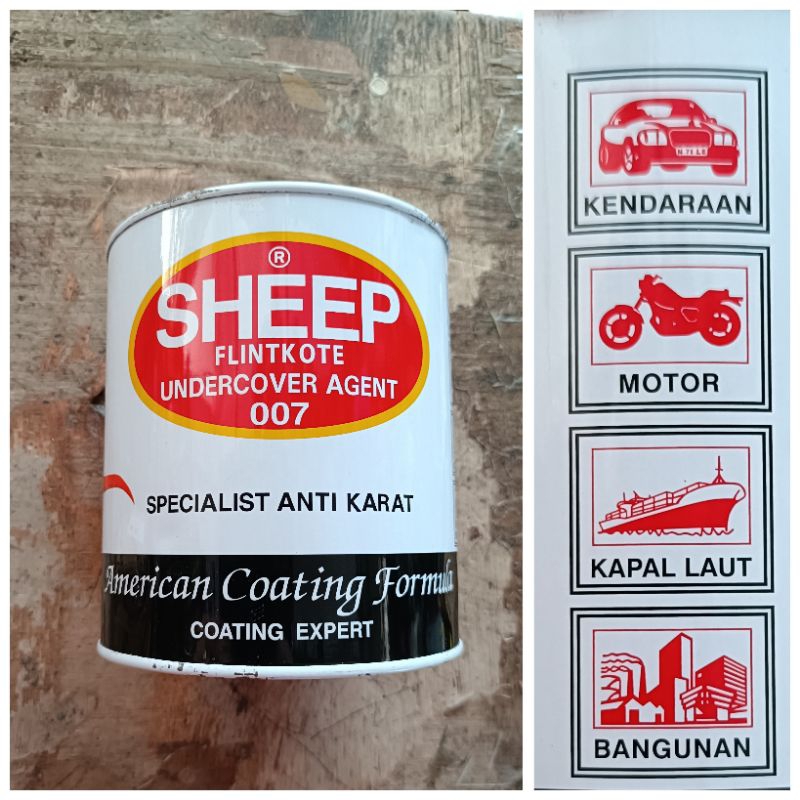 ®
SHEEP
FLINTKOTE
UNDERCOVER AGENT
007
SPECIALIST ANTI KARAT
American Coating Formula
COATING EXPERT
KENDARAAN
MOTOR
KAPAL LAUT
BANGUNAN